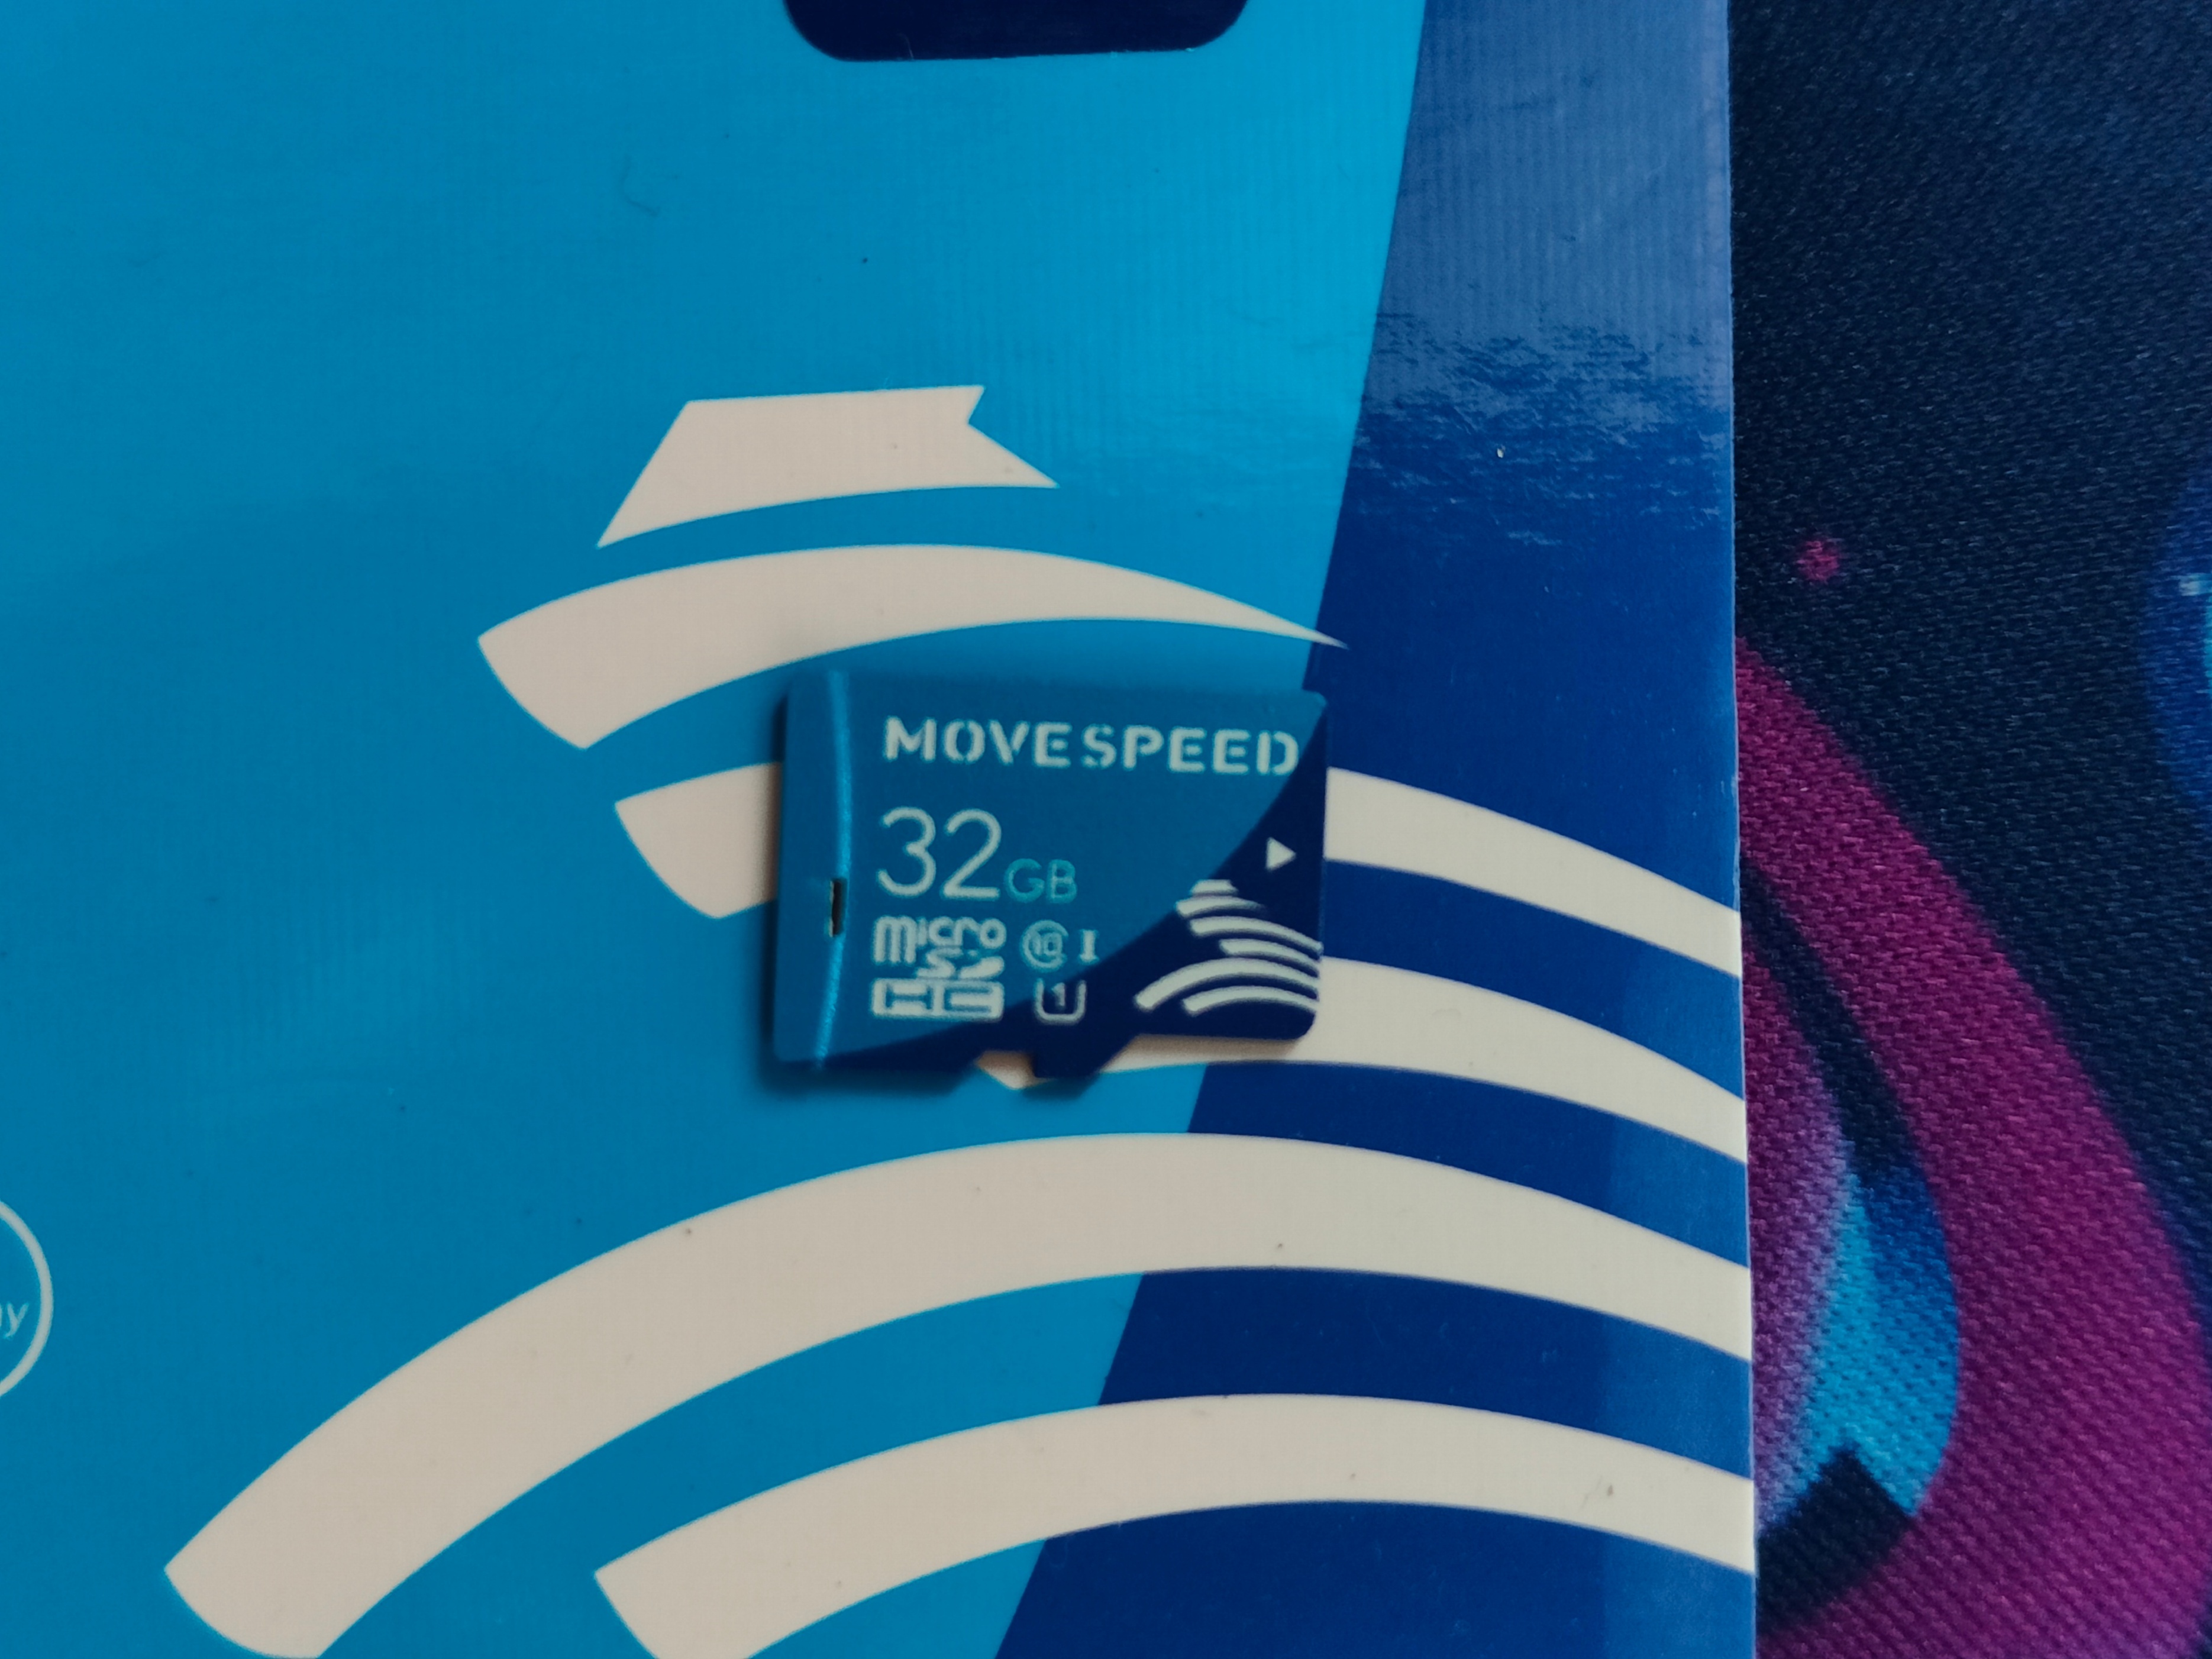 MOVESPEED
32GB
micro
SD
HC
10 I
1